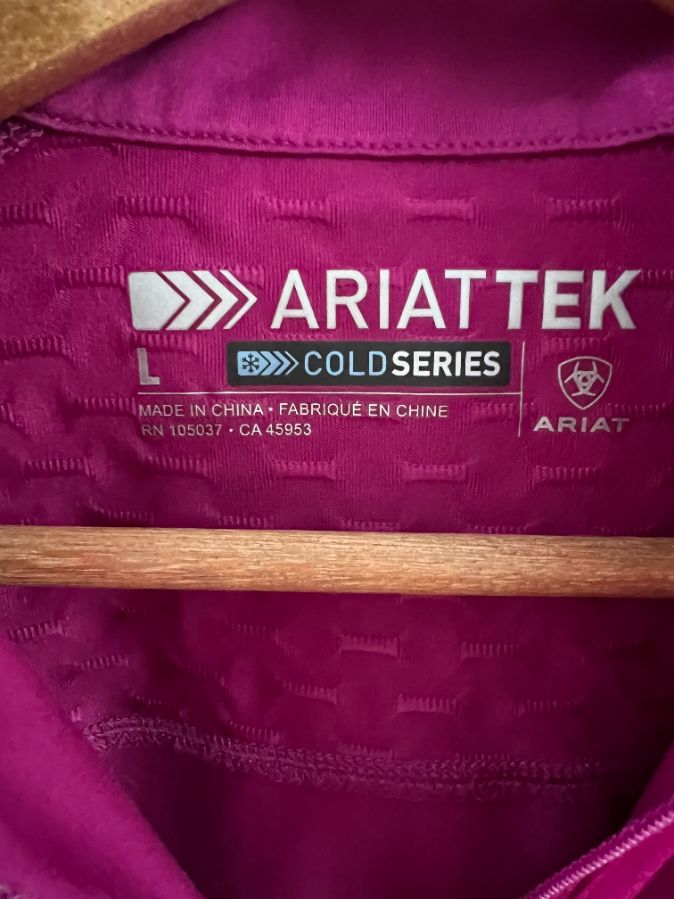 ARIATTEK
L
COLDSERIES
MADE IN CHINA • FABRIQUÉ EN CHINE
RN 105037 • CA 45953
ARIAT